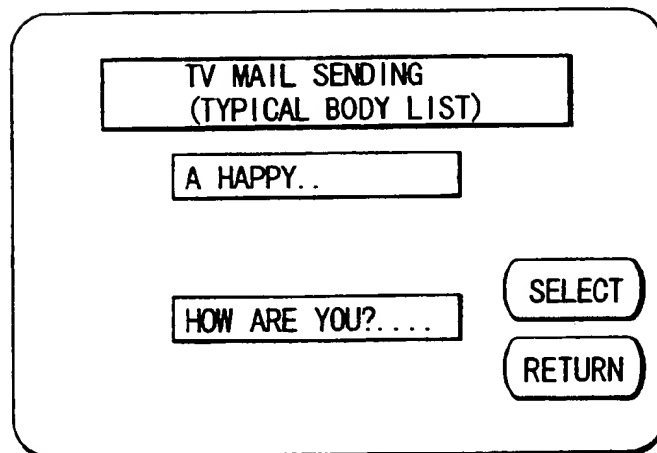 TV MAIL SENDING
(TYPICAL BODY LIST)
A HAPPY..
HOW ARE YOU?....
SELECT
RETURN